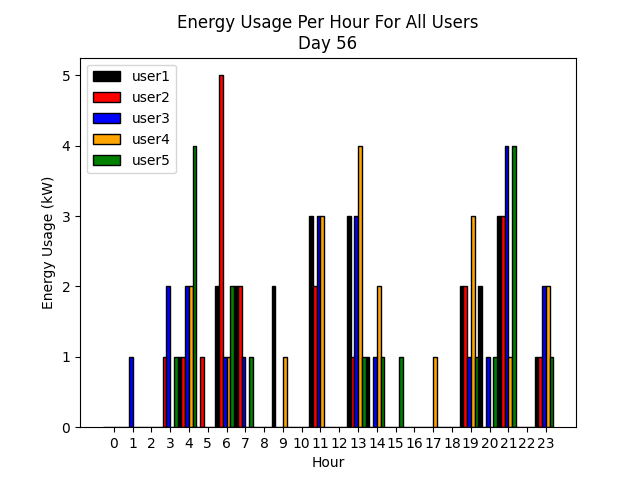 Energy Usage Per Hour For All Users
Day 56
user1
user2
user3
user4
user5
Energy Usage (kW)
5
4
3
2
1
0
0 1 2 3 4 5 6 7 8 9 10 11 12 13 14 15 16 17 18 19 20 21 22 23
Hour